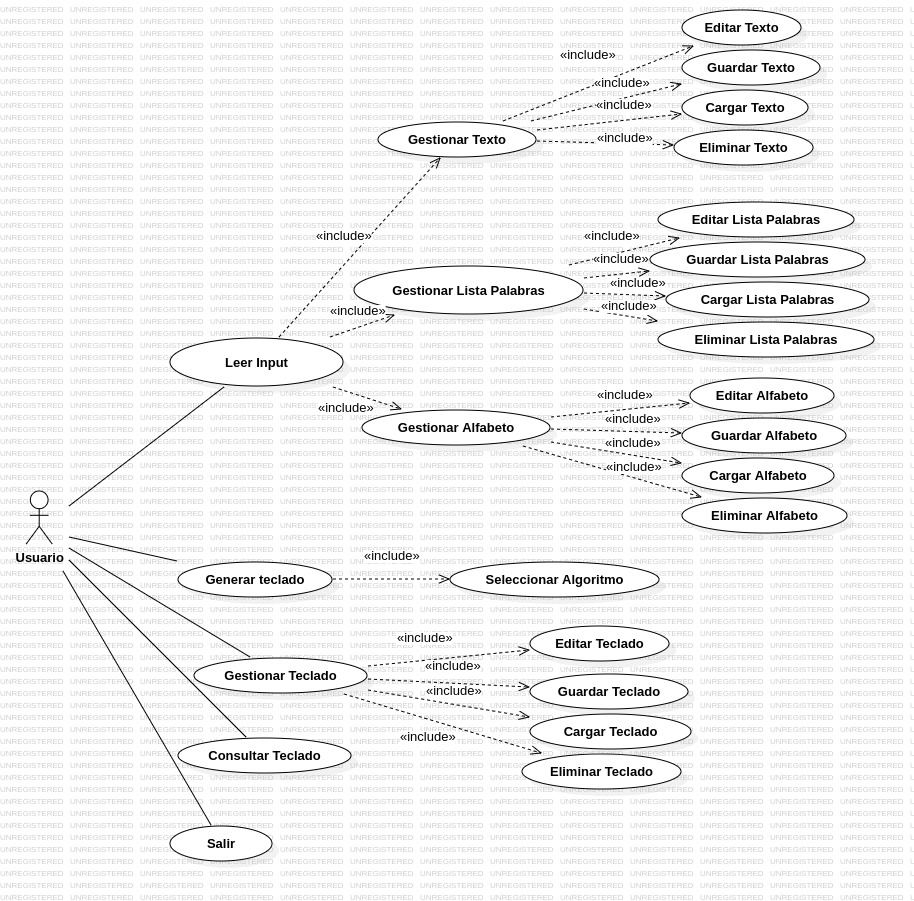 Editar Texto
«include»
Guardar Texto
«include»
«include»
Cargar Texto
Gestionar Texto
«include»
Eliminar Texto
Editar Lista Palabras
«include»
«include»
Guardar Lista Palabras
«include»
Gestionar Lista Palabras
«include»
Cargar Lista Palabras
«include»
«include»
Eliminar Lista Palabras
Leer Input
«include»
«include»
Editar Alfabeto
Gestionar Alfabeto
«include»
Guardar Alfabeto
«include»
«include»
Cargar Alfabeto
Eliminar Alfabeto
Usuario
«include»
Generar teclado
Seleccionar Algoritmo
«include»
Editar Teclado
«include»
Gestionar Teclado
«include»
Guardar Teclado
Cargar Teclado
«include»
Consultar Teclado
Eliminar Teclado
Salir
UNREGISTERED